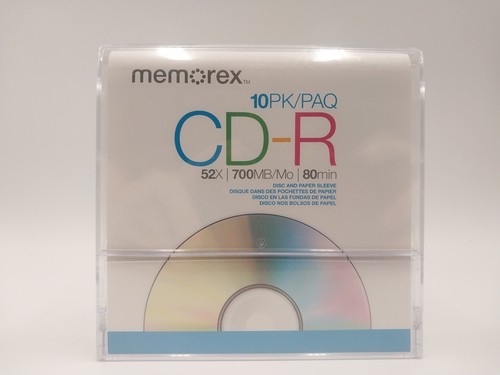 memorex™
10PK/PAQ
CD-R
52X | 700MB/Mo | 80min
DISC AND PAPER SLEEVE
DISQUE DANS DES POCHETTES DE PAPIER
DISCO EN LAS FUNDAS DE PAPEL
DISCO NOS BOLSOS DE PAPEL